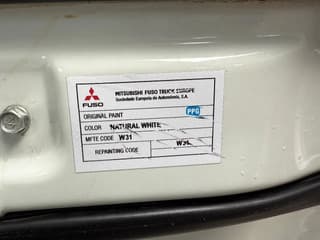 MITSUBISHI FUSO TRUCK EUROPE
Sociedade Europeia de Automóveis, S.A.
FUSO
ORIGINAL PAINT PPG
COLOR NATURAL WHITE
MFTE CODE W31
REPAINTING CODE W31